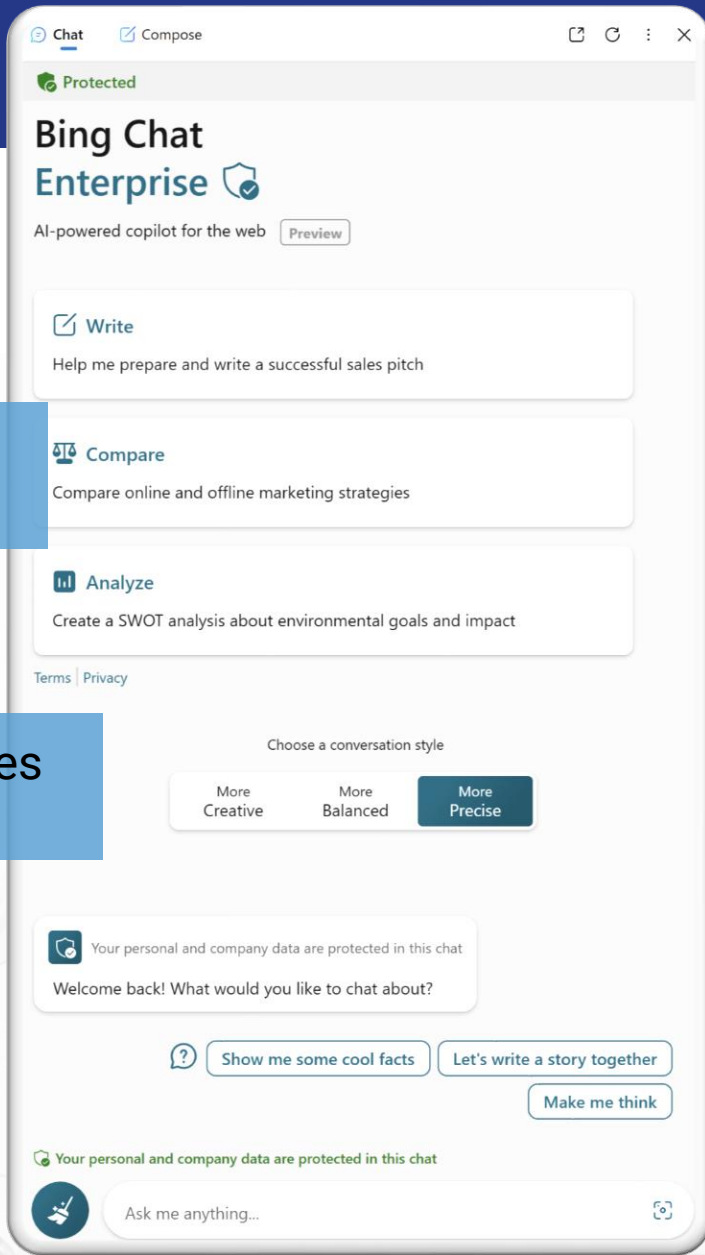 Chat Compose
Protected
Bing Chat
Enterprise
AI-powered copilot for the web Preview
Write
Help me prepare and write a successful sales pitch
Compare
Compare online and offline marketing strategies
Analyze
Create a SWOT analysis about environmental goals and impact
Terms | Privacy
es
Choose a conversation style
More More More
Creative Balanced Precise
Your personal and company data are protected in this chat
Welcome back! What would you like to chat about?
Show me some cool facts Let's write a story together
Make me think
Your personal and company data are protected in this chat
Ask me anything...